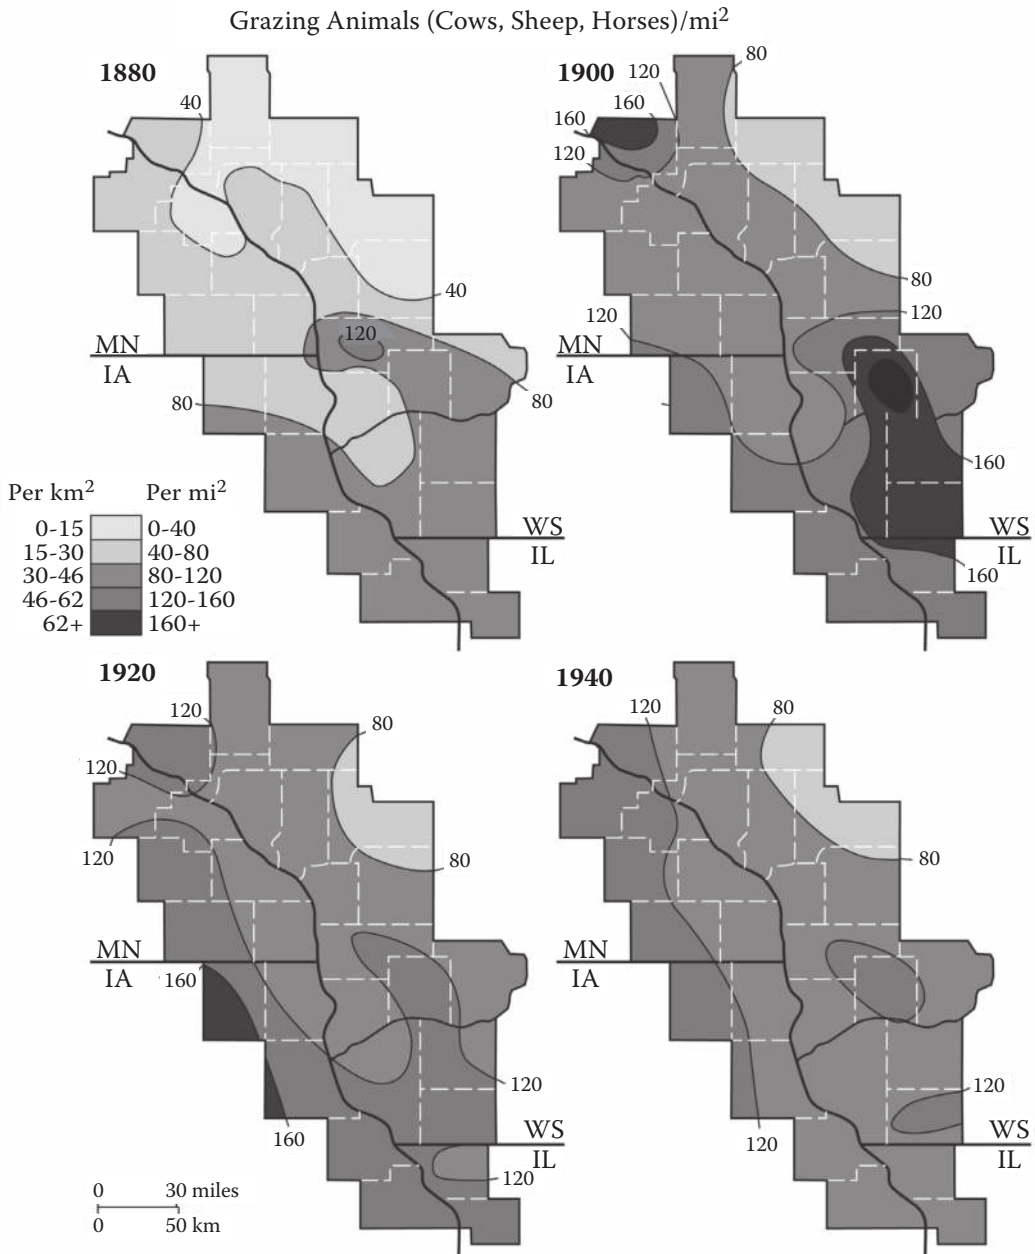 Grazing Animals (Cows, Sheep, Horses)/mi²
1880
40
40
120
80
80
MN
IA
WS
IL
1900
120
80
160
160
120
80
120
120
MN
IA
160
WS
IL
160
Per km² Per mi²
0-15 0-40
15-30 40-80
30-46 80-120
46-62 120-160
62+ 160+
1920
120
80
120
120
80
MN
IA
160
120
160
WS
IL
120
0 30 miles
0 50 km
1940
120
80
80
MN
IA
120
120
WS
IL